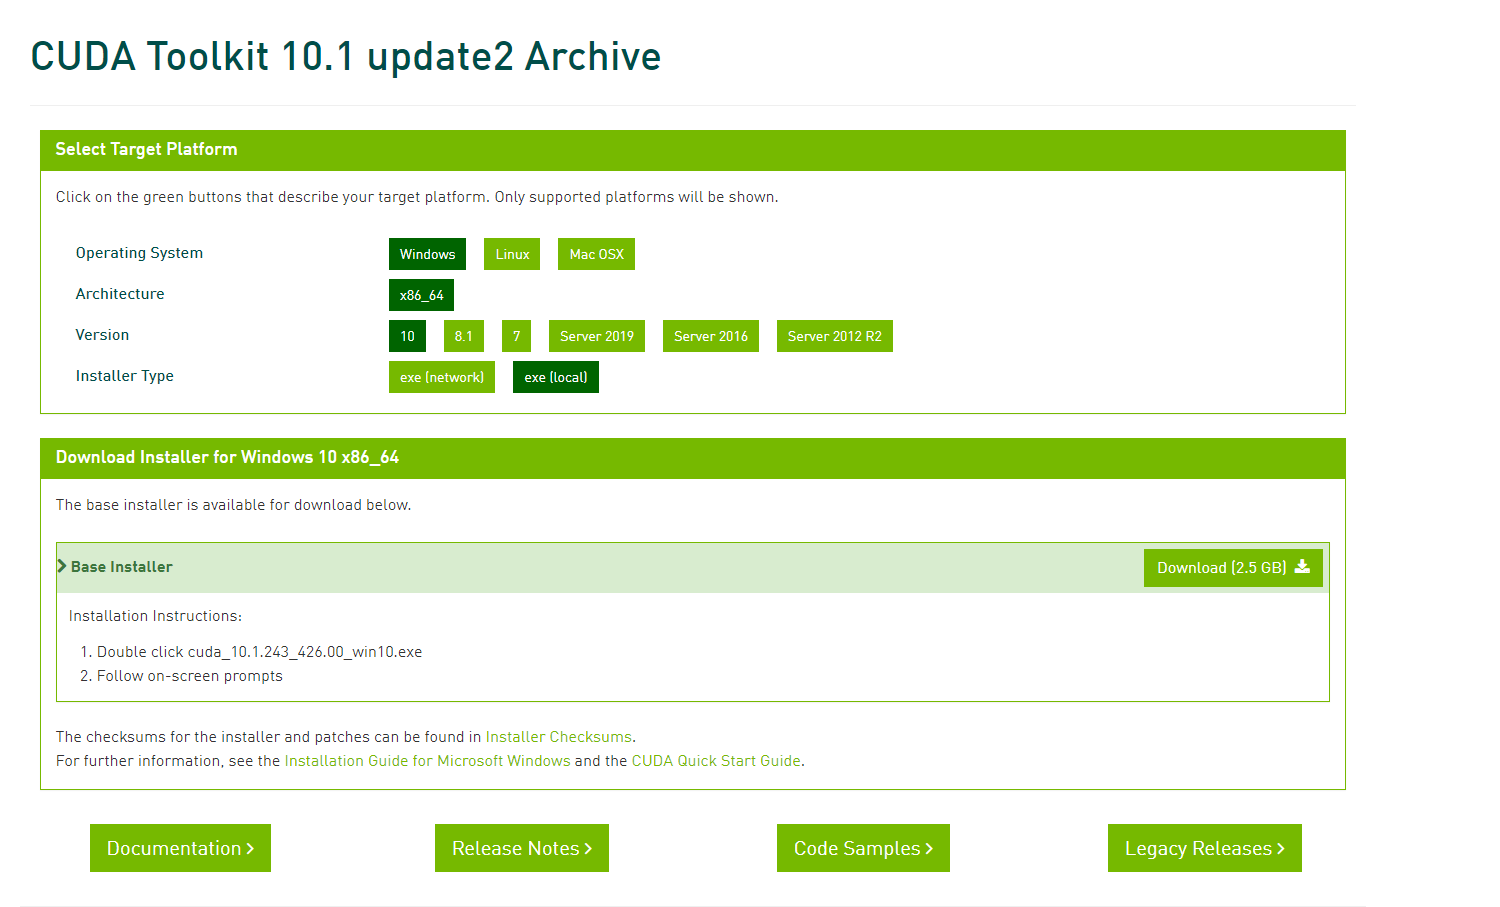 CUDA Toolkit 10.1 update2 Archive
Select Target Platform
Click on the green buttons that describe your target platform. Only supported platforms will be shown.
Operating System Windows Linux Mac OSX
Architecture x86_64
Version 10 8.1 7 Server 2019 Server 2016 Server 2012 R2
Installer Type exe (network) exe (local)
Download Installer for Windows 10 x86_64
The base installer is available for download below.
Base Installer Download (2.5 GB)
Installation Instructions:
1. Double click cuda_10.1.243_426.00_win10.exe
2. Follow on-screen prompts
The checksums for the installer and patches can be found in Installer Checksums.
For further information, see the Installation Guide for Microsoft Windows and the CUDA Quick Start Guide.
Documentation Release Notes Code Samples Legacy Releases